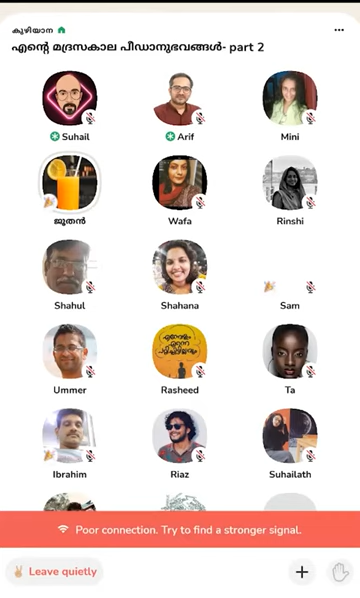 കുഴിയാന
എന്റെ മദ്രസകാല പീഡാനുഭവങ്ങൾ- part 2
Suhail
Arif
Mini
ജൂതൻ
Wafa
Rinshi
Shahul
Shahana
Sam
Ummer
Rasheed
Ta
Ibrahim
Riaz
Suhailath
Poor connection. Try to find a stronger signal.
Leave quietly